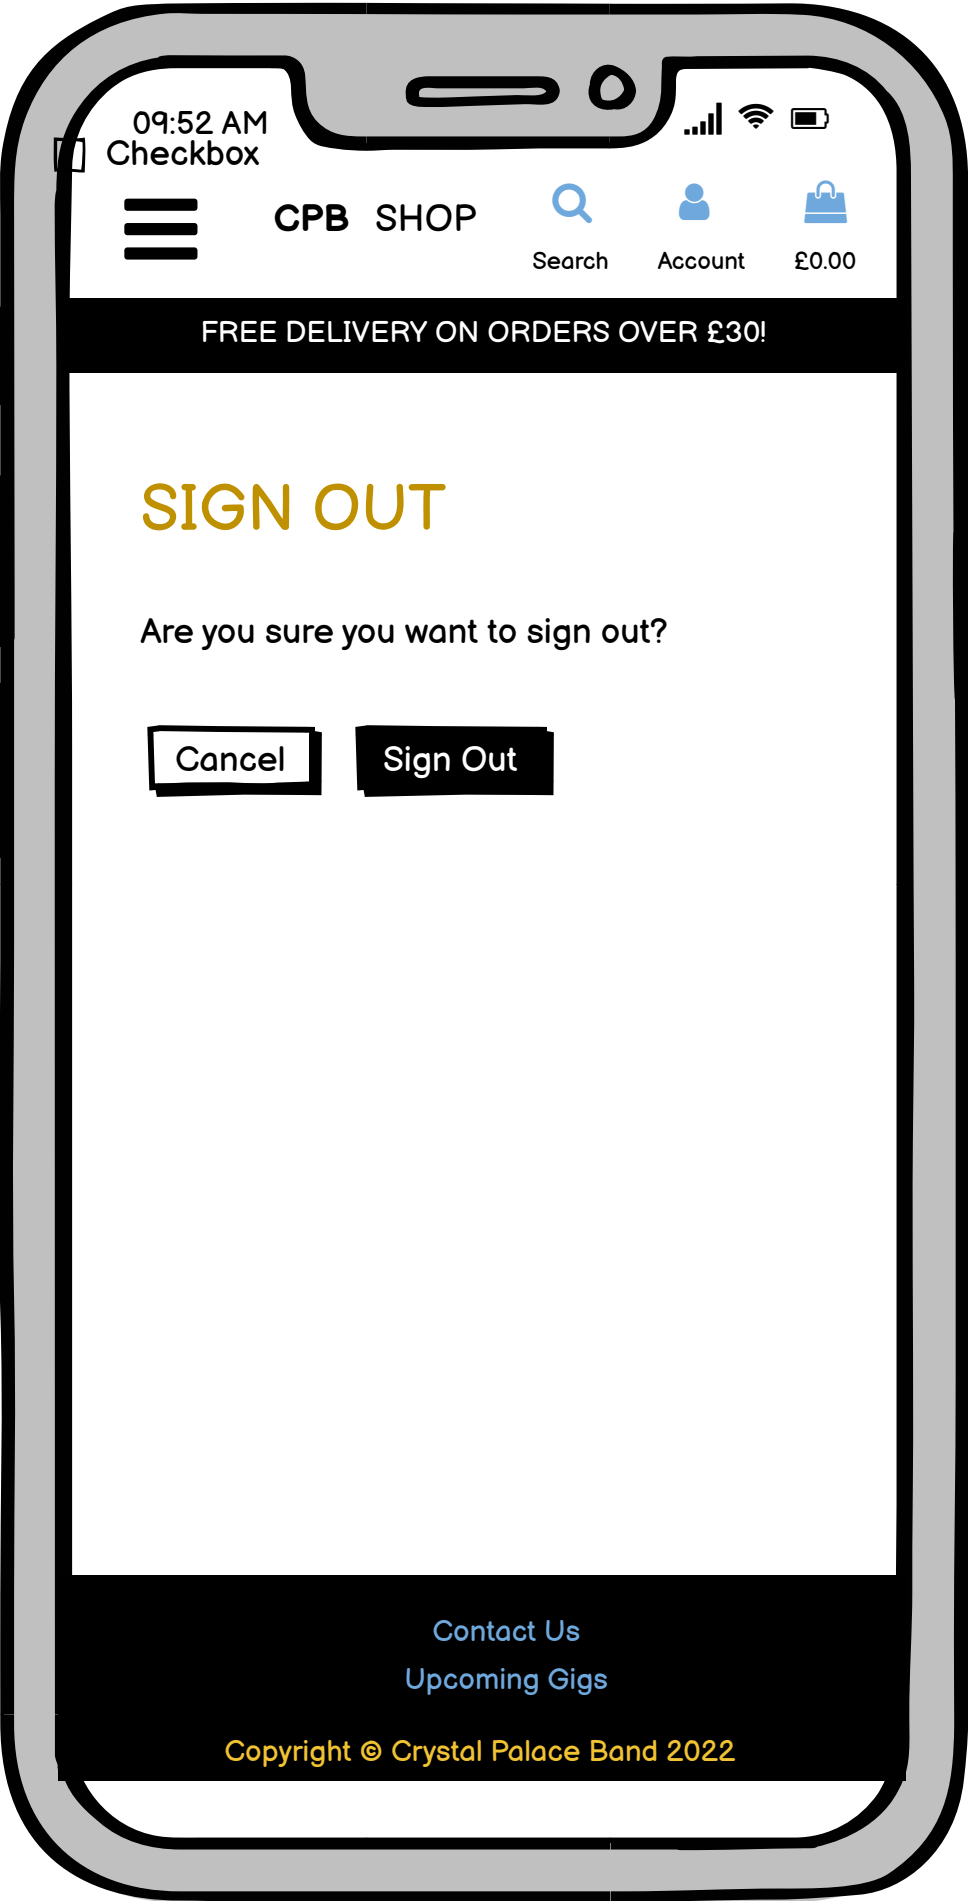 09:52 AM
Checkbox
CPB SHOP
Search Account £0.00
FREE DELIVERY ON ORDERS OVER £30!
SIGN OUT
Are you sure you want to sign out?
Cancel Sign Out
Contact Us
Upcoming Gigs
Copyright © Crystal Palace Band 2022